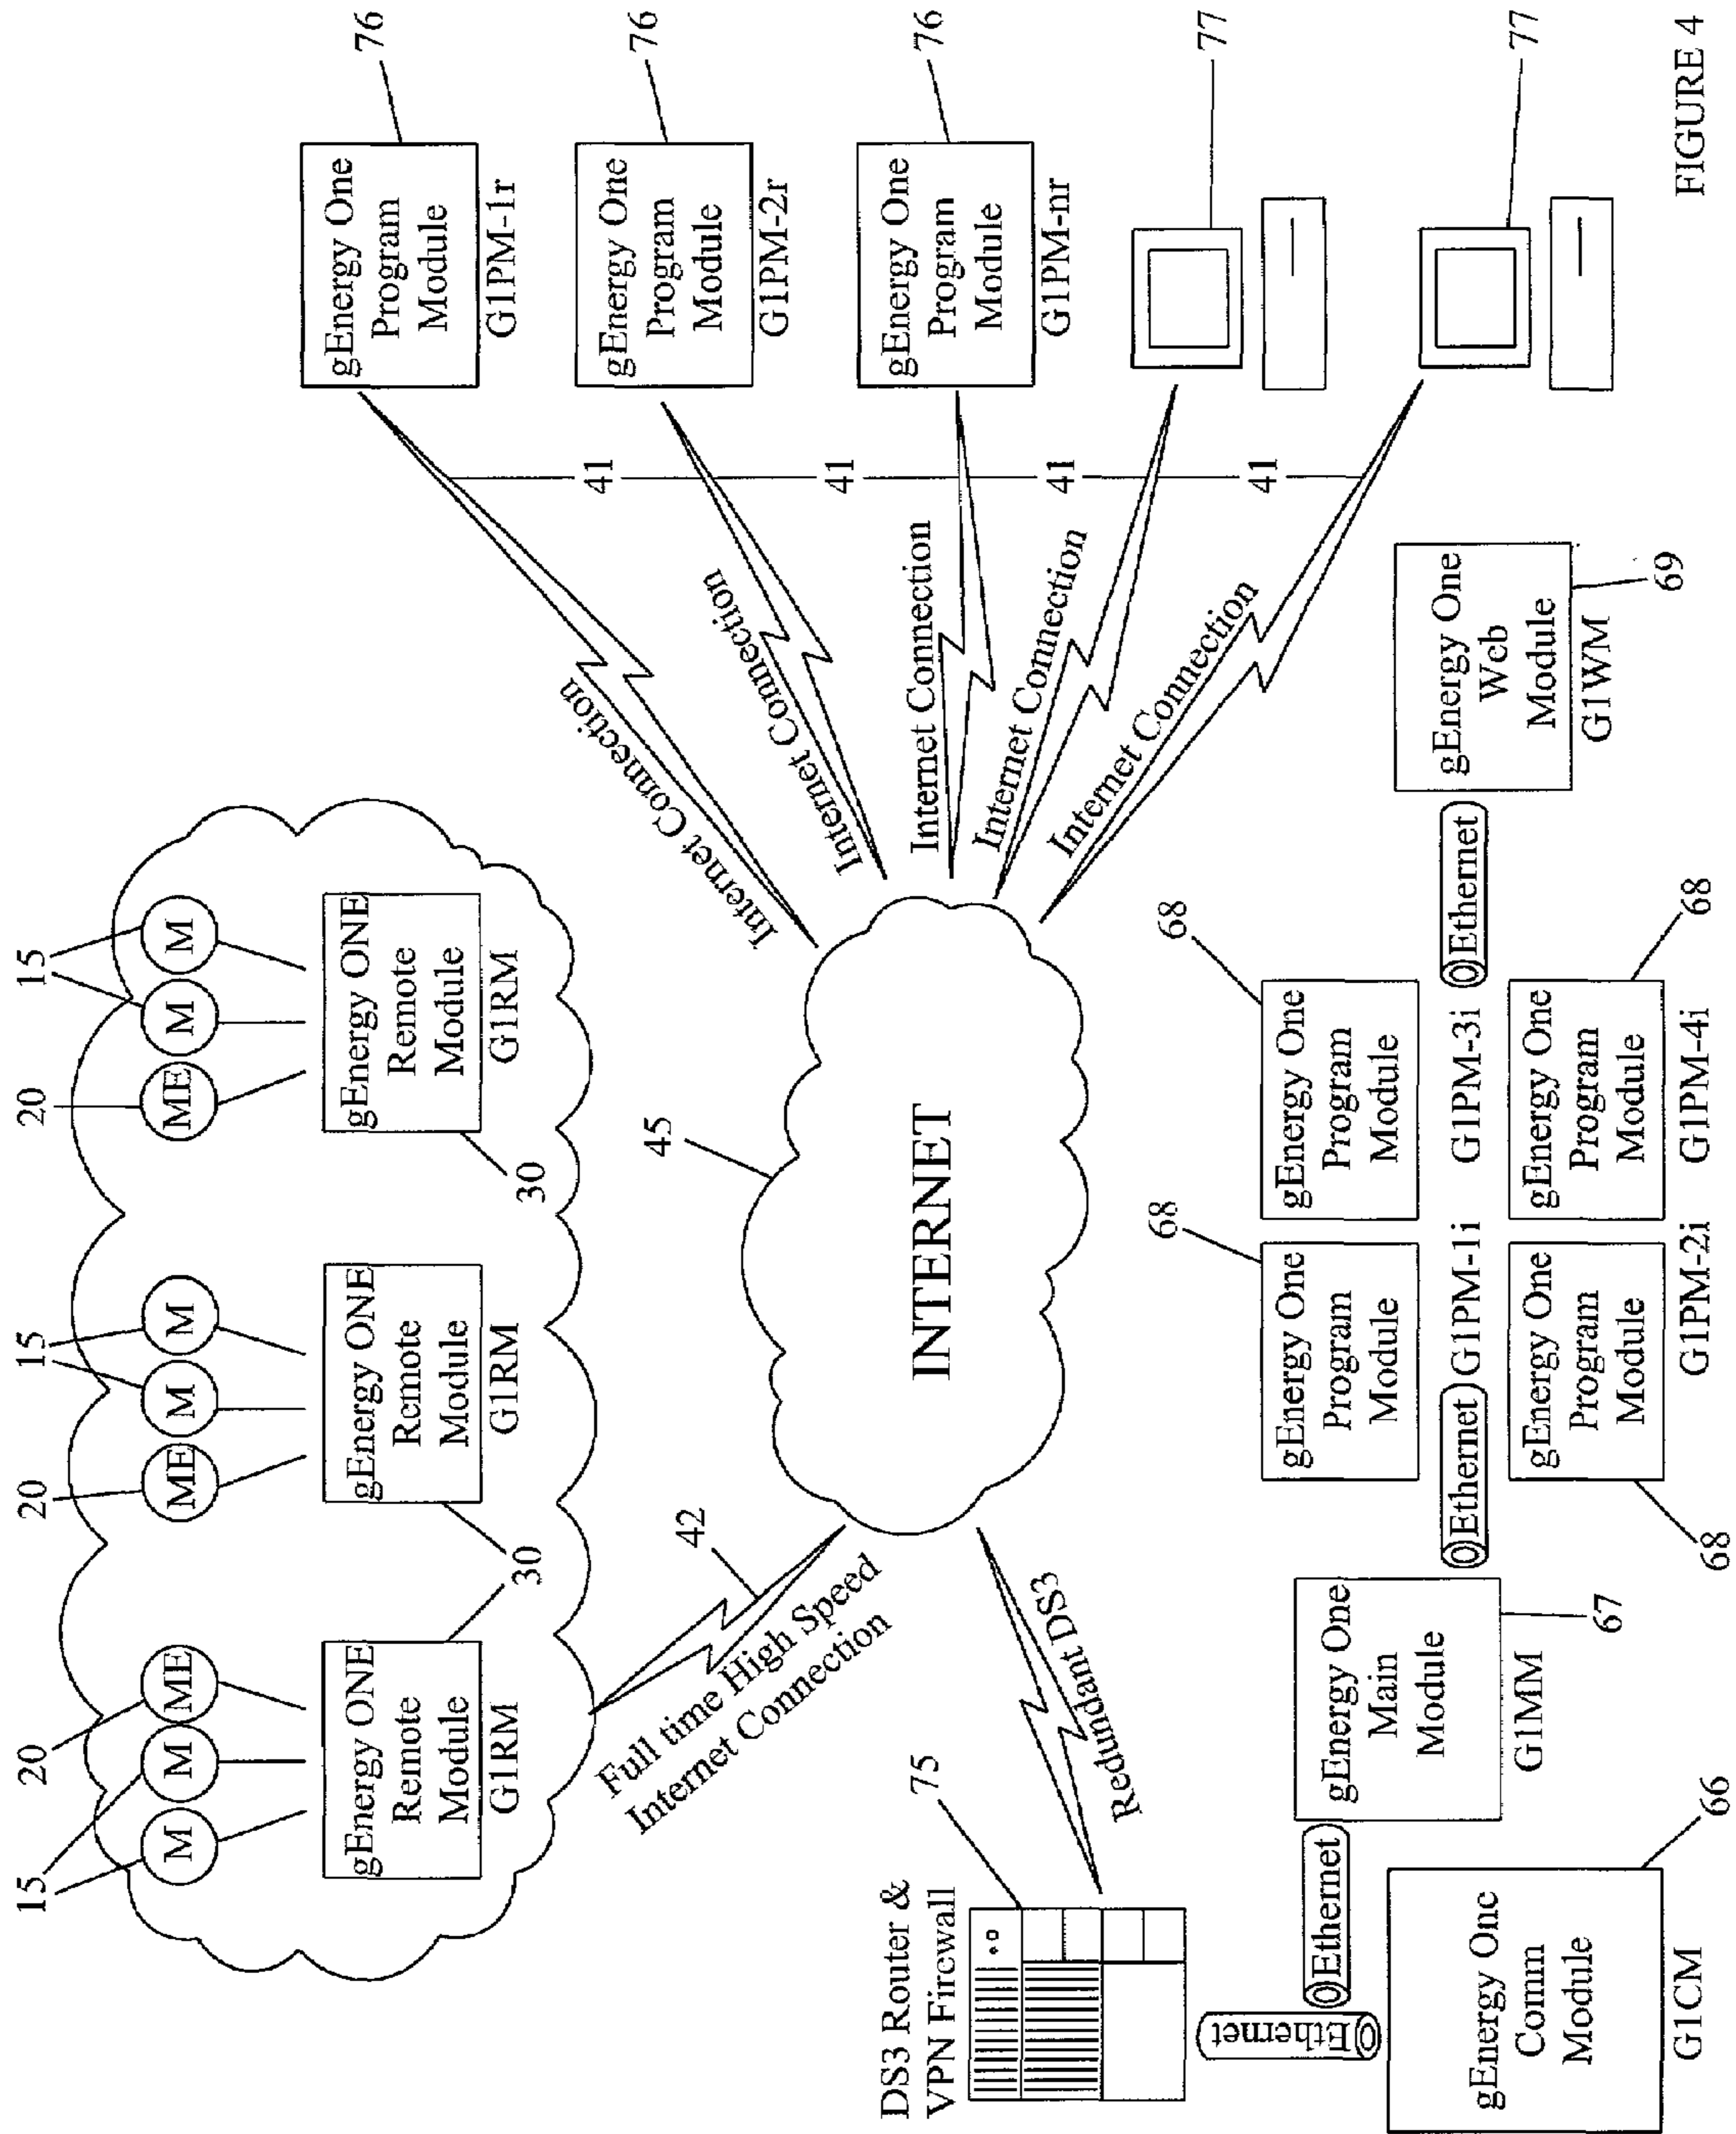 15
20
15
20
15
20
M
M
ME
ME
M
M
ME
M
M
gEnergy ONE
Remote
Module
G1RM
gEnergy ONE
Remote
Module
G1RM
gEnergy ONE
Remote
Module
G1RM
30
30
42
Full time High Speed
Internet Connection
45
INTERNET
DS3 Router &
VPN Firewall
75
Redundant DS3
Internet Connection
Internet Connection
Internet Connection
Internet Connection
Internet Connection
41
41
41
41
gEnergy One
Program
Module
G1PM-1r
76
gEnergy One
Program
Module
G1PM-2r
76
gEnergy One
Program
Module
G1PM-nr
76
77
77
Ethernet
Ethernet
gEnergy One
Comm
Module
G1CM
66
gEnergy One
Main
Module
G1MM
67
Ethernet
gEnergy One
Program
Module
G1PM-1i
68
gEnergy One
Program
Module
G1PM-3i
68
gEnergy One
Program
Module
G1PM-2i
68
gEnergy One
Program
Module
G1PM-4i
68
Ethernet
gEnergy One
Web
Module
G1WM
69
FIGURE 4